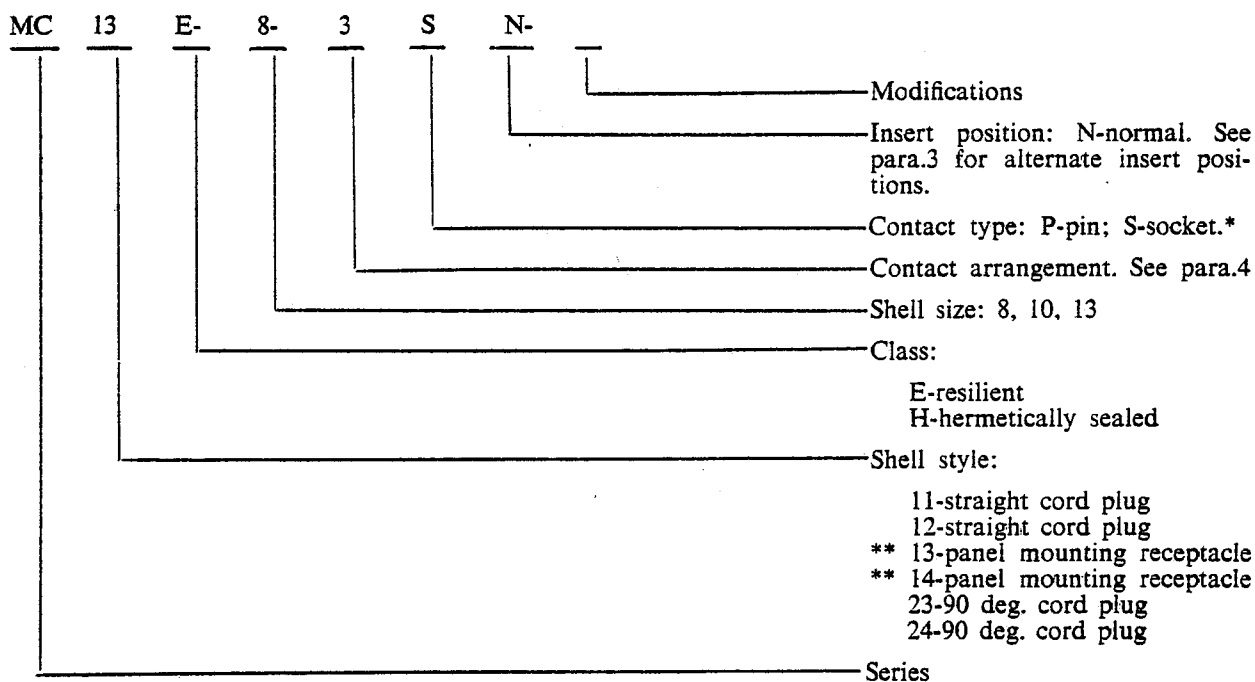 MC 13 E- 8- 3 S N-
Modifications
Insert position: N-normal. See
para.3 for alternate insert posi-
tions.
Contact type: P-pin; S-socket.*
Contact arrangement. See para.4
Shell size: 8, 10, 13
Class:
E-resilient
H-hermetically sealed
Shell style:
11-straight cord plug
12-straight cord plug
** 13-panel mounting receptacle
** 14-panel mounting receptacle
23-90 deg. cord plug
24-90 deg. cord plug
Series